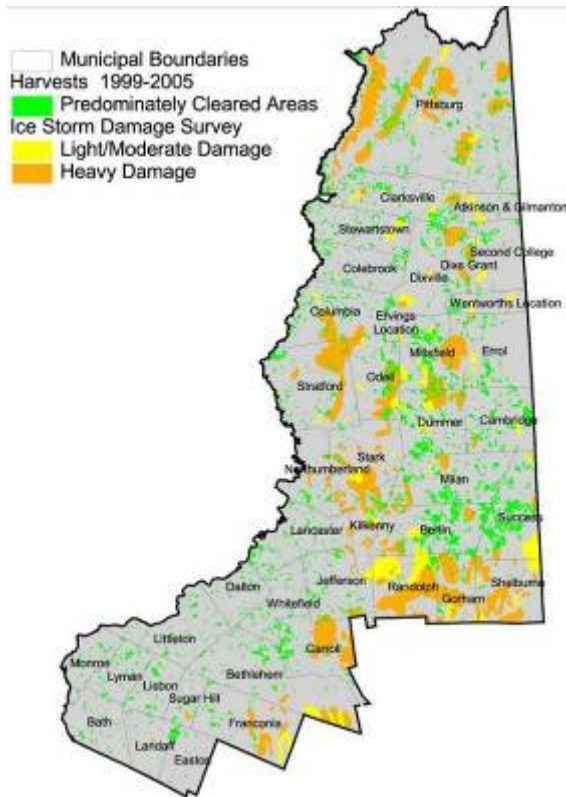 Municipal Boundaries
Harvests 1999-2005
Predominately Cleared Areas
Ice Storm Damage Survey
Light/Moderate Damage
Heavy Damage
Pittsburg
Clarksville
Atkinson & Gilmanton
Stewartstown
Second College
Colebrook
Dixs Grant
Dixville
Wentworths Location
Columbia
Ervings
Location
Millsfield
Errol
Odell
Stratford
Dummer
Cambridge
Stark
Northumberland
Milan
Success
Kilkenny
Berlin
Lancaster
Jefferson
Randolph
Shelburne
Dalton
Gorham
Whitefield
Littleton
Carroll
Monroe
Lyman
Bethlehem
Lisbon
Sugar Hill
Bath
Franconia
Landaff
Easton